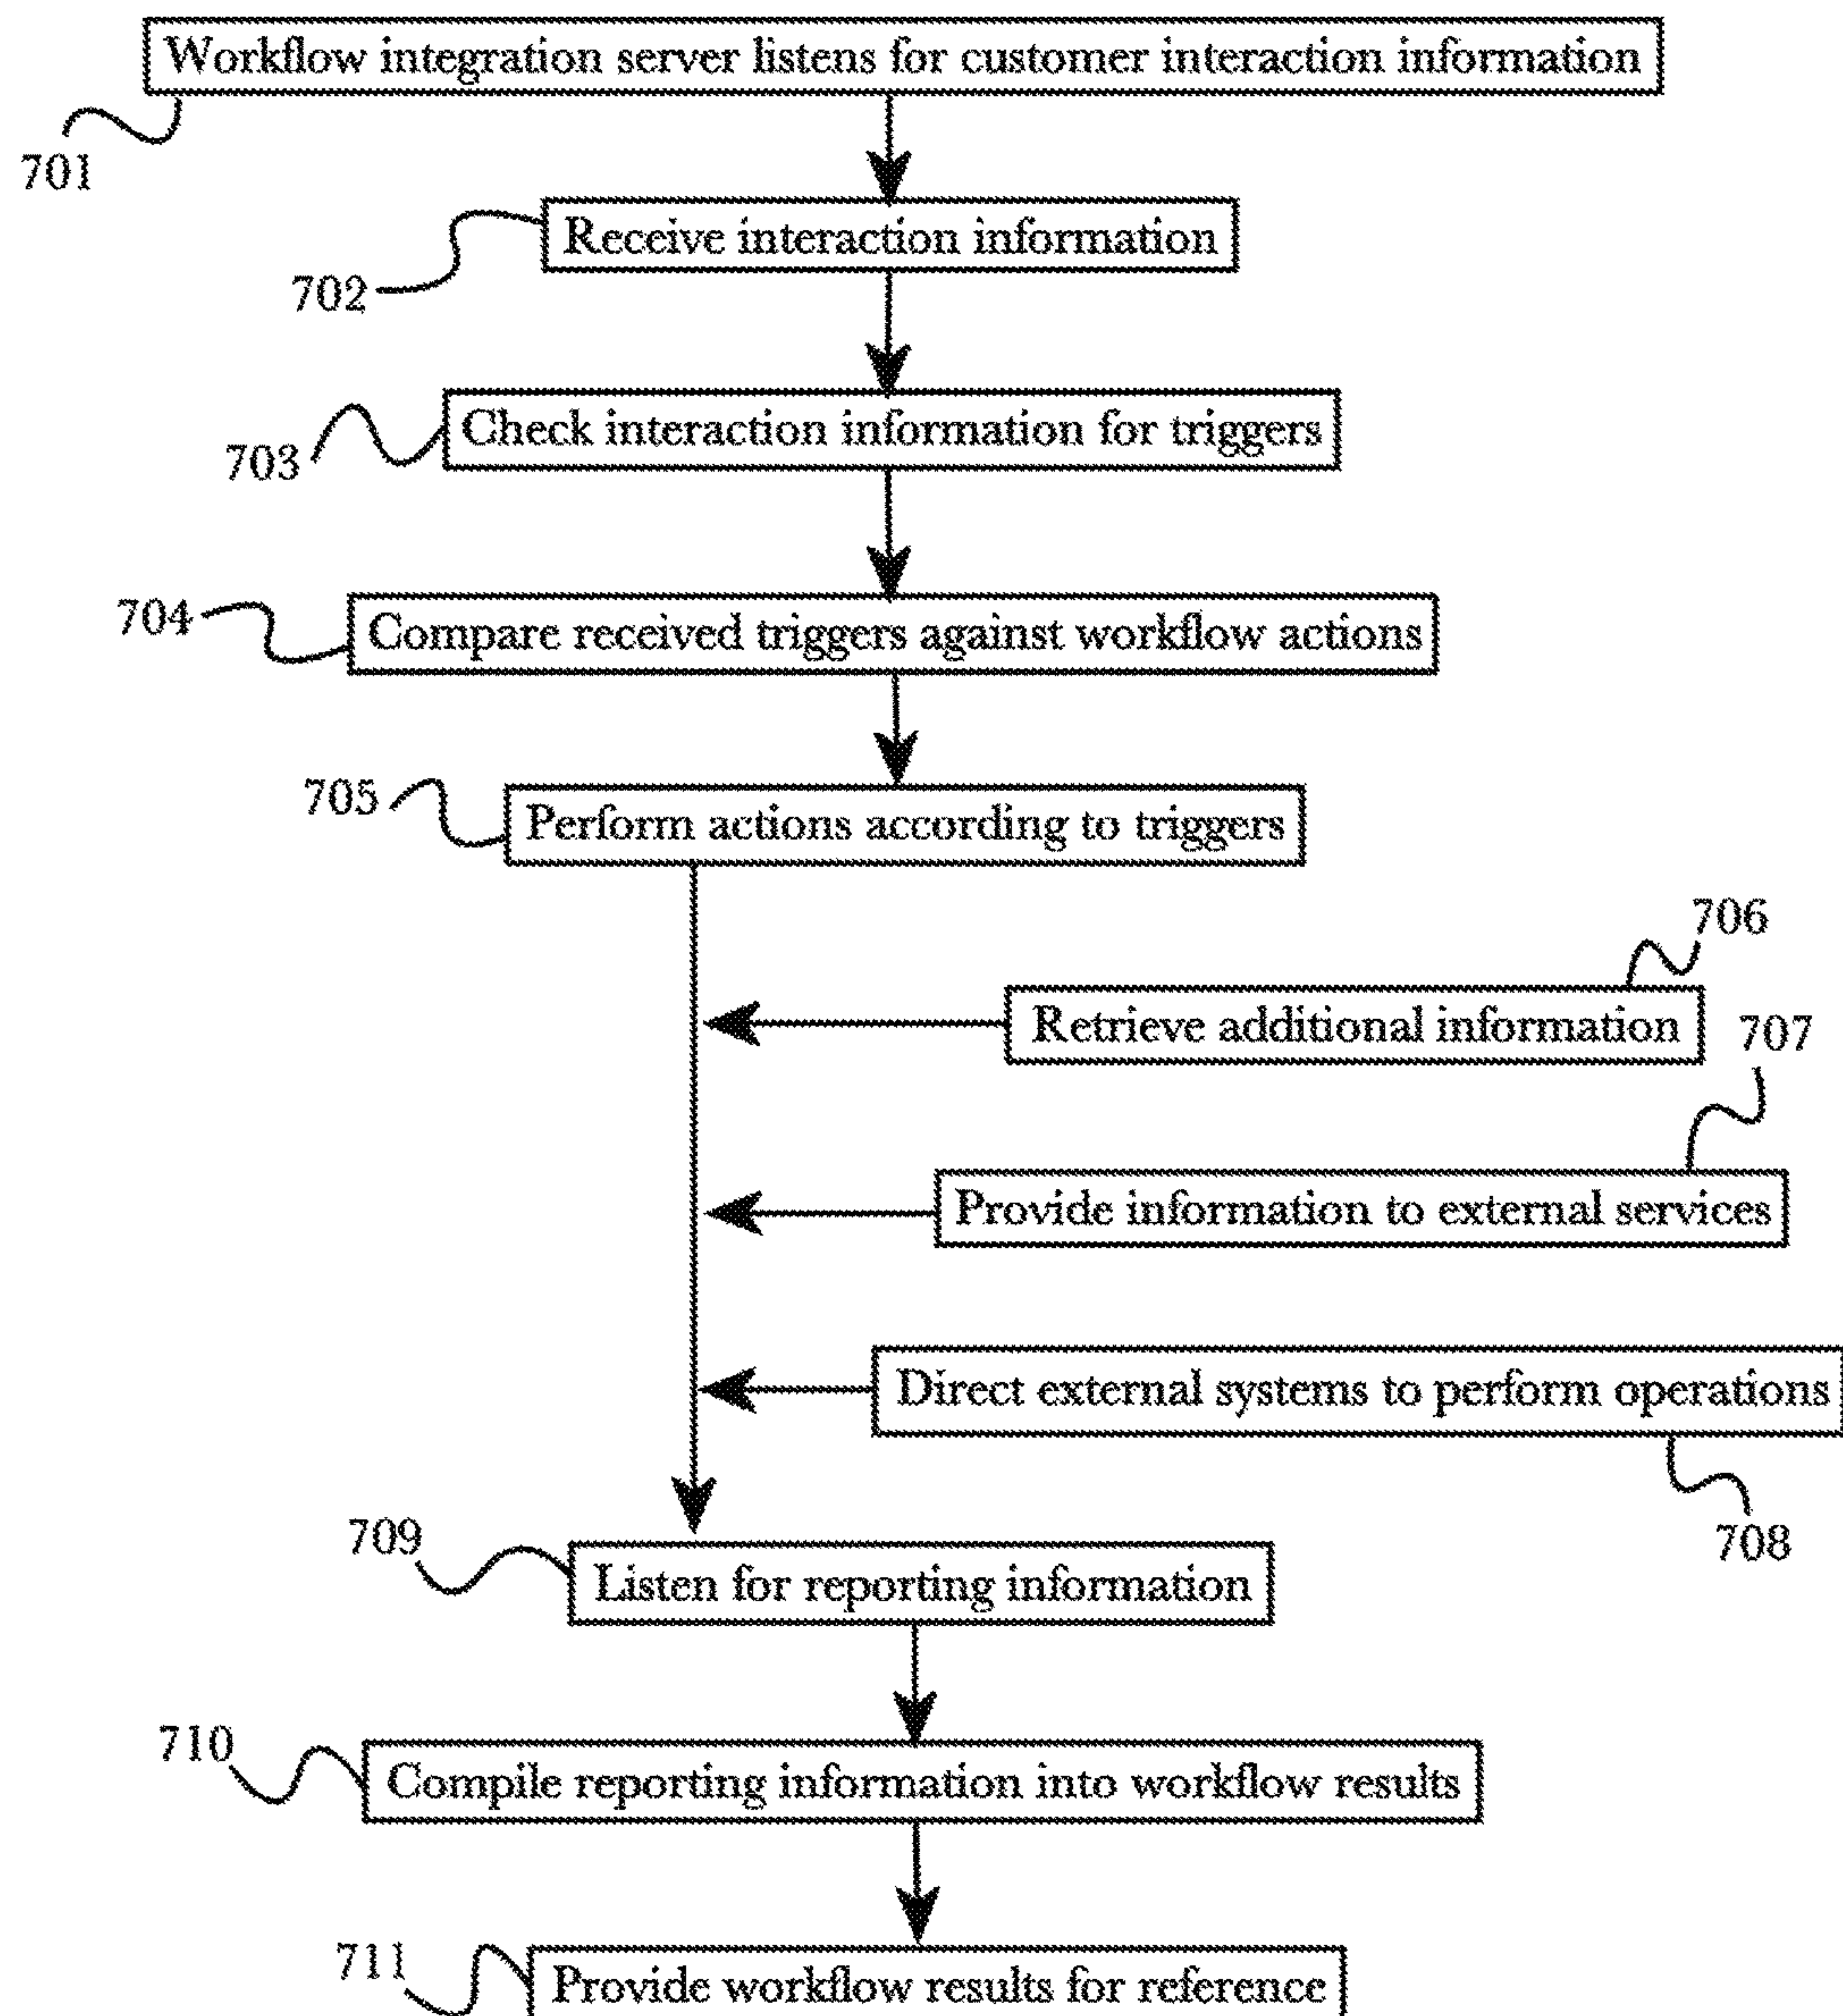 Workflow integration server listens for customer interaction information
701
Receive interaction information
702
Check interaction information for triggers
703
704
Compare received triggers against workflow actions
705
Perform actions according to triggers
706
Retrieve additional information
707
Provide information to external services
Direct external systems to perform operations
708
709
Listen for reporting information
710
Compile reporting information into workflow results
711
Provide workflow results for reference